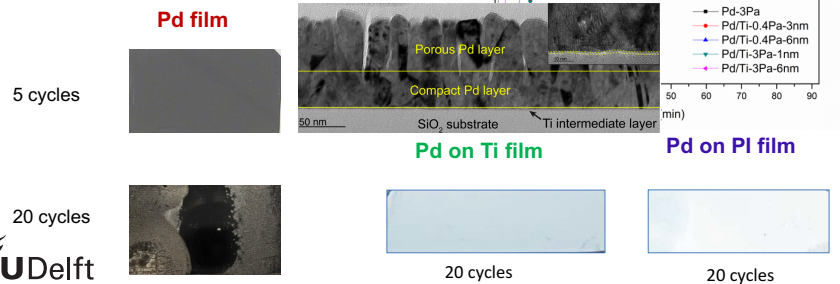 Pd film
5 cycles
Porous Pd layer
Compact Pd layer
50 nm
SiO2 substrate
Ti intermediate layer
Pd-3Pa
Pd/Ti-0.4Pa-3nm
Pd/Ti-0.4Pa-6nm
Pd/Ti-3Pa-1nm
Pd/Ti-3Pa-6nm
50 60 70 80 90
min)
Pd on Ti film
Pd on PI film
20 cycles
UDelft
20 cycles
20 cycles